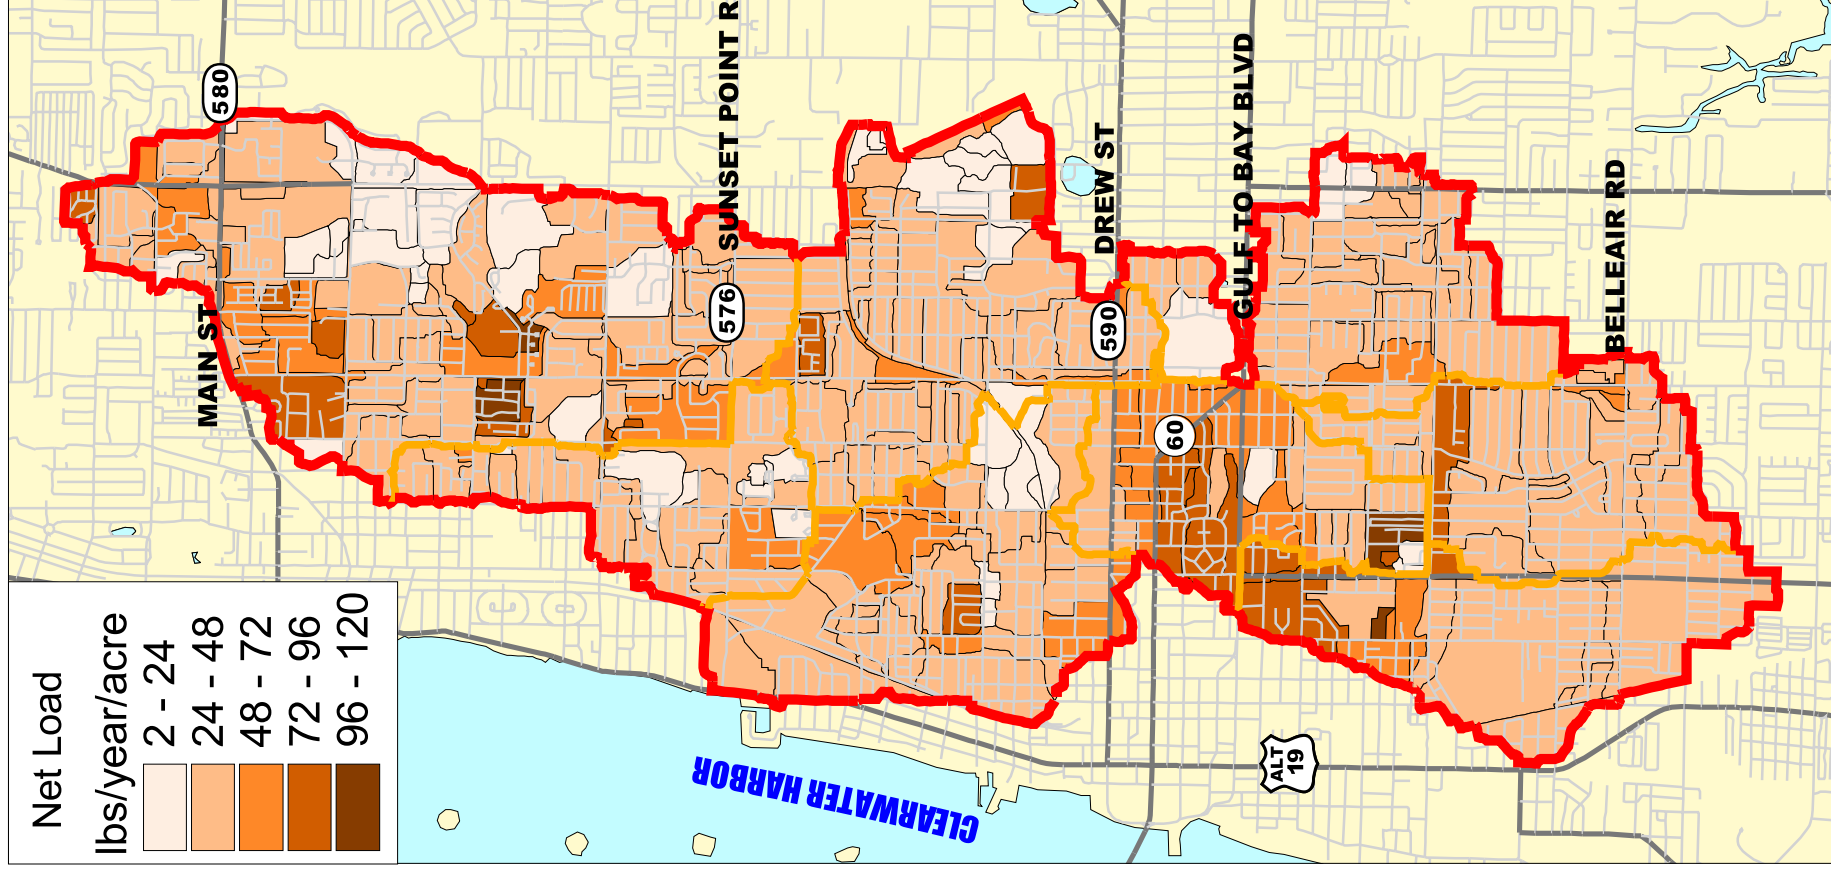 Net Load
lbs/year/acre
2 - 24
24 - 48
48 - 72
72 - 96
96 - 120
580
MAIN ST
SUNSET POINT R
576
DREW ST
590
GULF TO BAY BLVD
60
BELLEAIR RD
ALT
19
CLEARWATER HARBOR